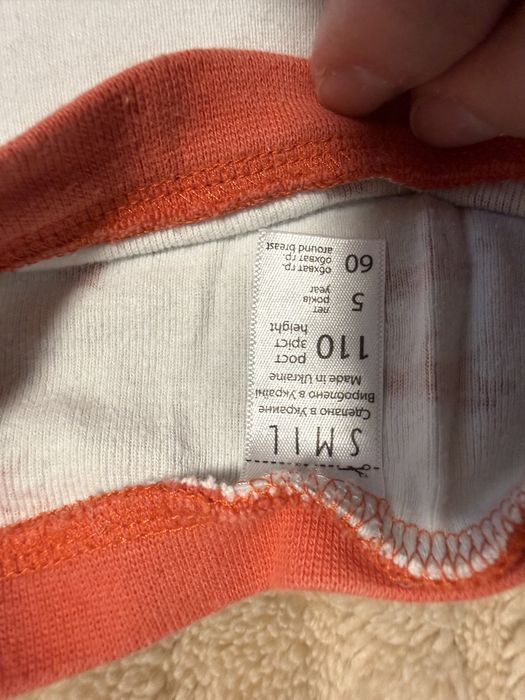 SMIL
Сделано в Украине
Вироблено в Україні
Made in Ukraine
110 рост
зріст
height
5 лет
років
year
60 обхват гр.
обхват гр.
around breast